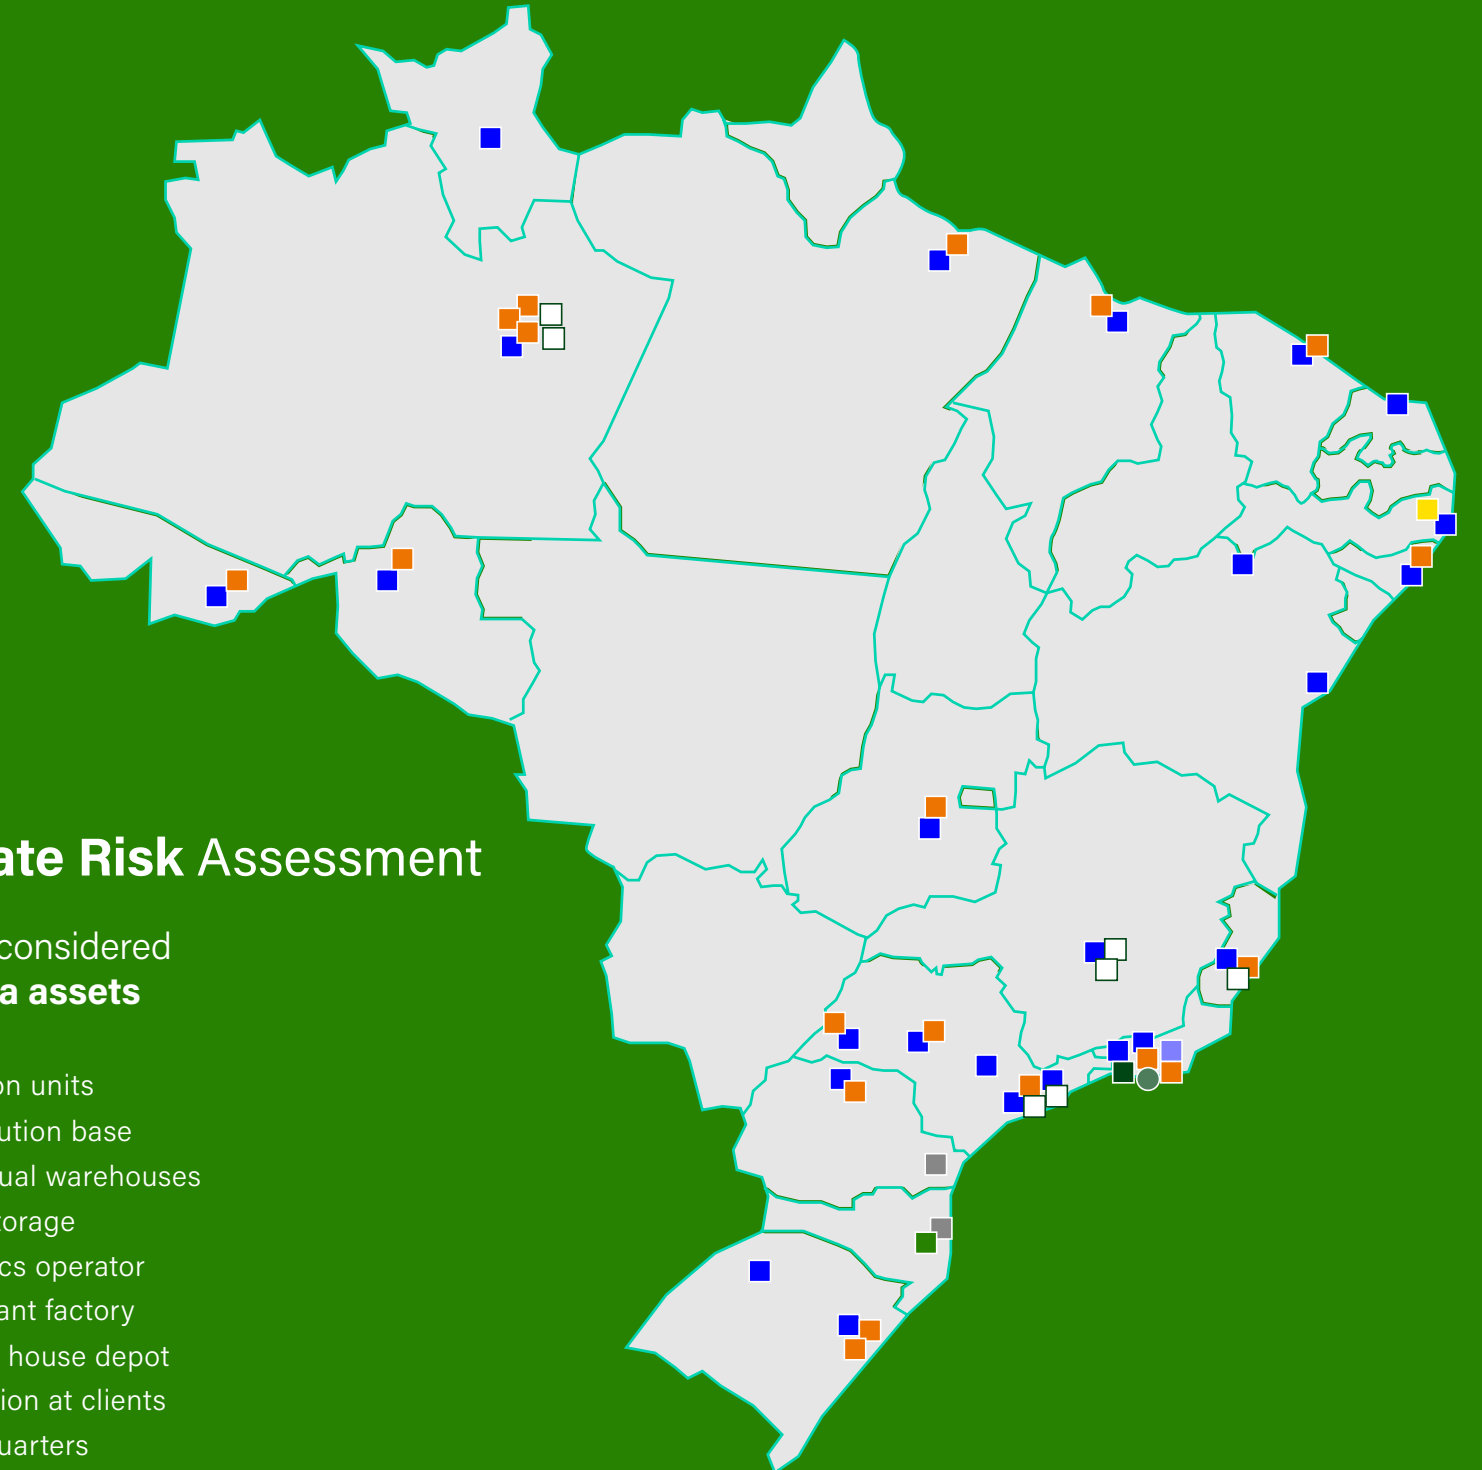 ate Risk Assessment
considered
a assets
on units
ution base
ual warehouses
torage
cs operator
ant factory
house depot
ion at clients
uarters